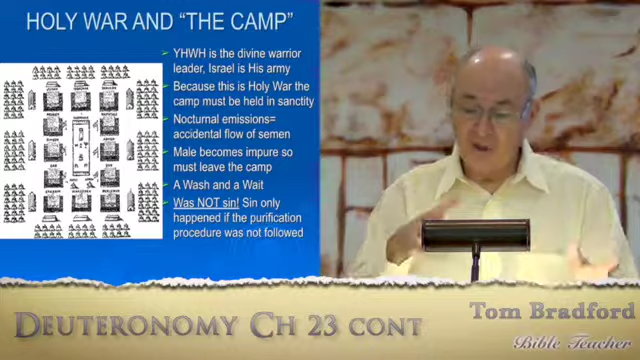 HOLY WAR AND “THE CAMP”
YHWH is the divine warrior
leader, Israel is His army
Because this is Holy War the
camp must be held in sanctity
Nocturnal emissions=
accidental flow of semen
Male becomes impure so
must leave the camp
A Wash and a Wait
Was NOT sin! Sin only
happened if the purification
procedure was not followed
Tom Bradford
DEUTERONOMY CH 23 CONT
Bible Teacher